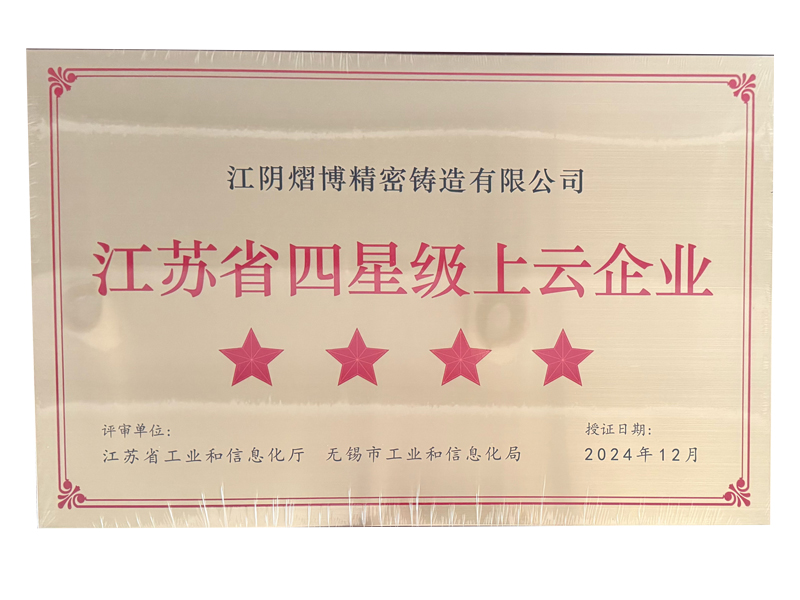 江阴熠博精密铸造有限公司
江苏省四星级上云企业
评审单位：
江苏省工业和信息化厅 无锡市工业和信息化局
授证日期：
2024年12月